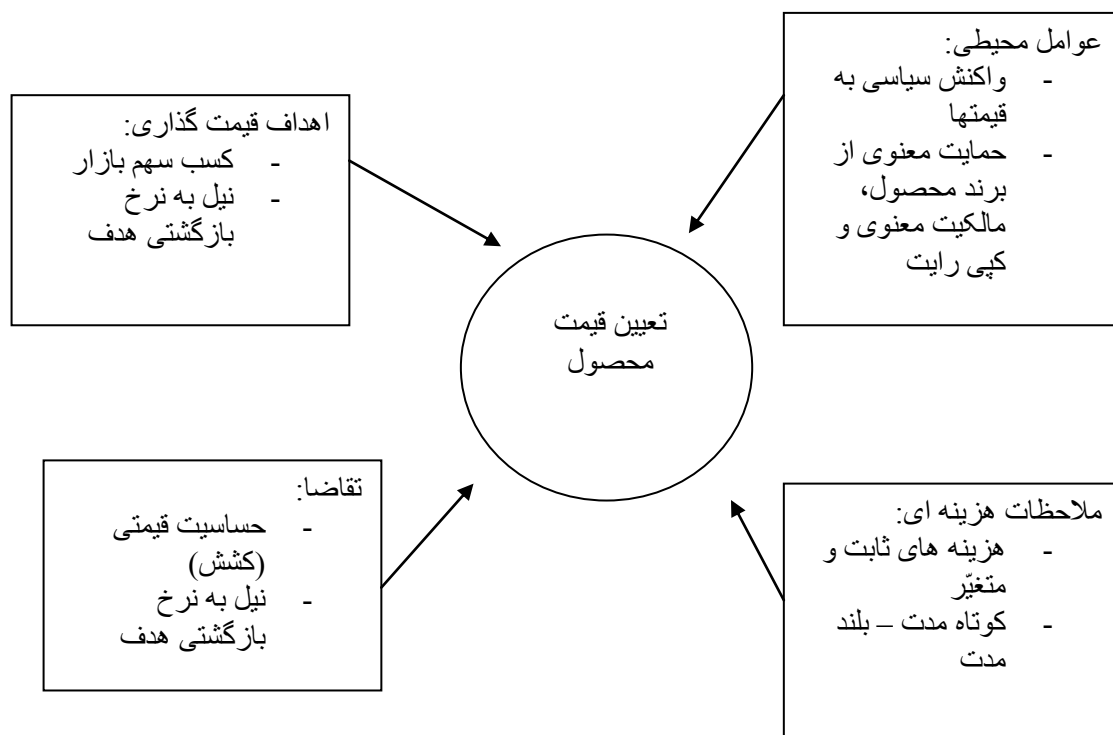 عوامل محیطی:
- واکنش سیاسی به
قیمتها
- حمایت معنوی از
برند محصول،
مالکیت معنوی و
کپی رایت
اهداف قیمت گذاری:
- کسب سهم بازار
- نیل به نرخ
بازگشتی هدف
تعیین قیمت
محصول
ملاحظات هزینه ای:
- هزینه های ثابت و
متغیّر
- کوتاه مدت – بلند
مدت
تقاضا:
- حساسیت قیمتی
(کشش)
- نیل به نرخ
بازگشتی هدف